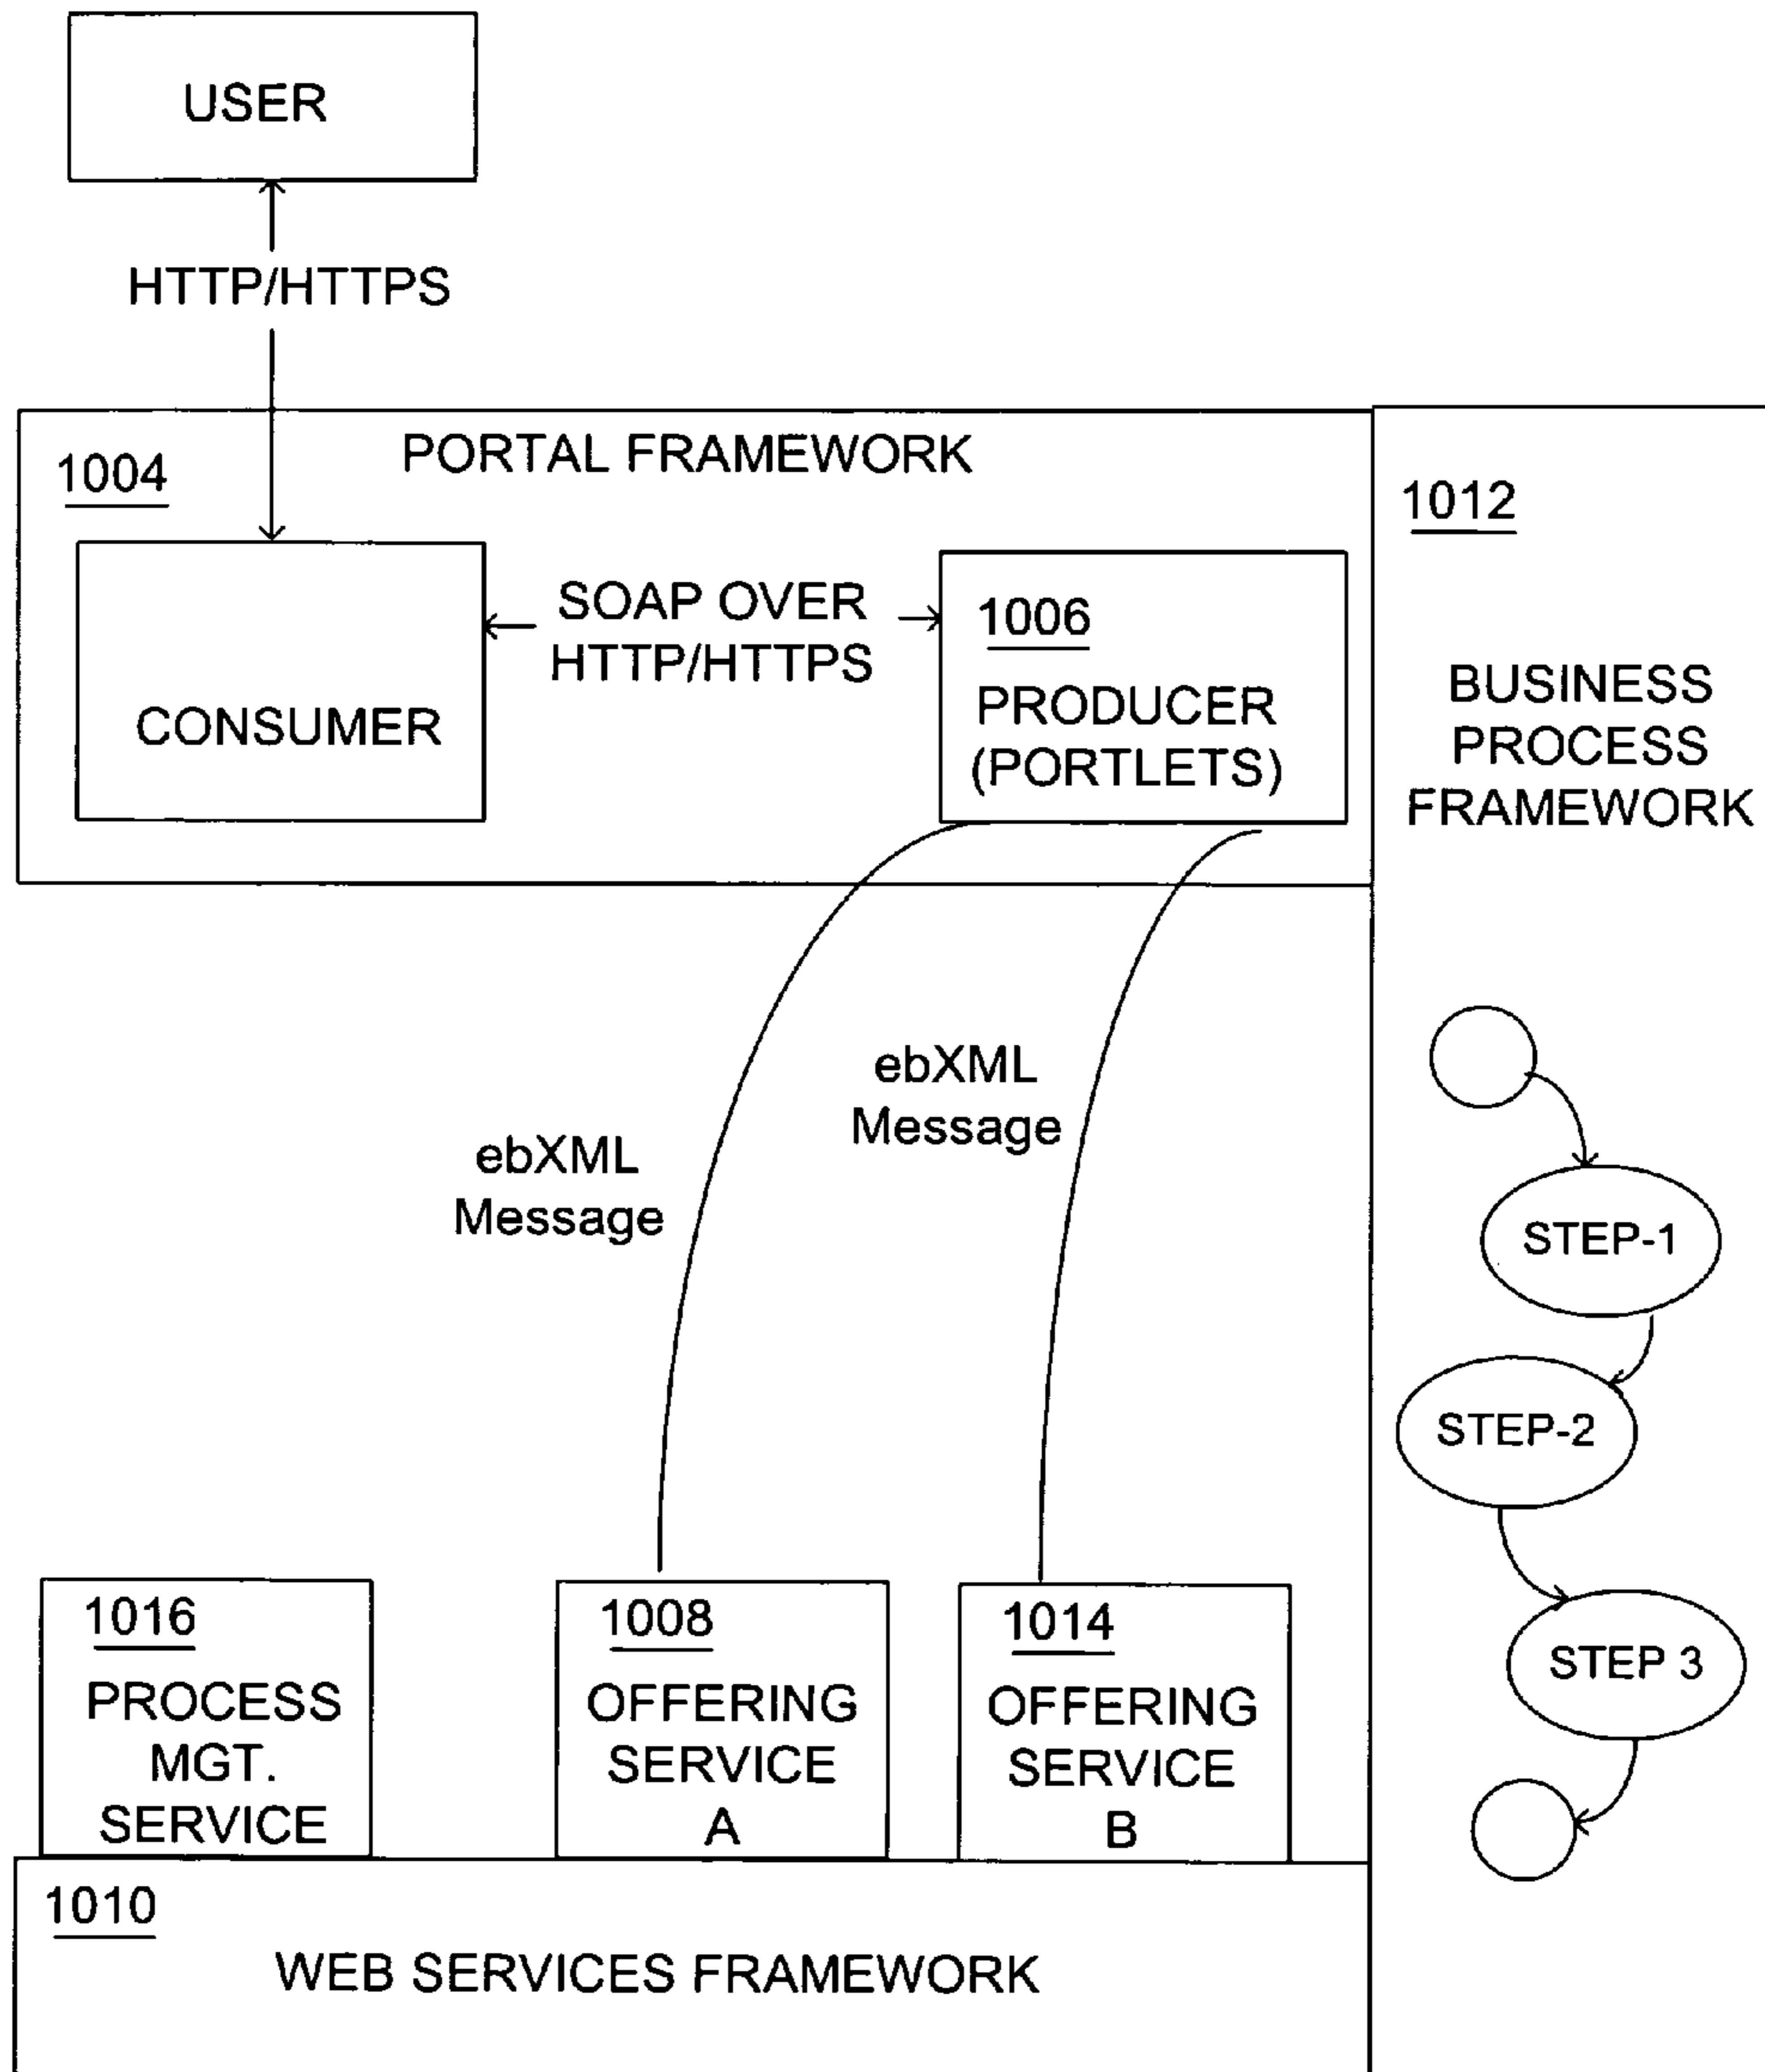 USER
HTTP/HTTPS
PORTAL FRAMEWORK
1004
CONSUMER
SOAP OVER
HTTP/HTTPS
1006
PRODUCER
(PORTLETS)
1012
BUSINESS
PROCESS
FRAMEWORK
ebXML
Message
ebXML
Message
STEP-1
STEP-2
STEP 3
1016
PROCESS
MGT.
SERVICE
1008
OFFERING
SERVICE
A
1014
OFFERING
SERVICE
B
1010
WEB SERVICES FRAMEWORK